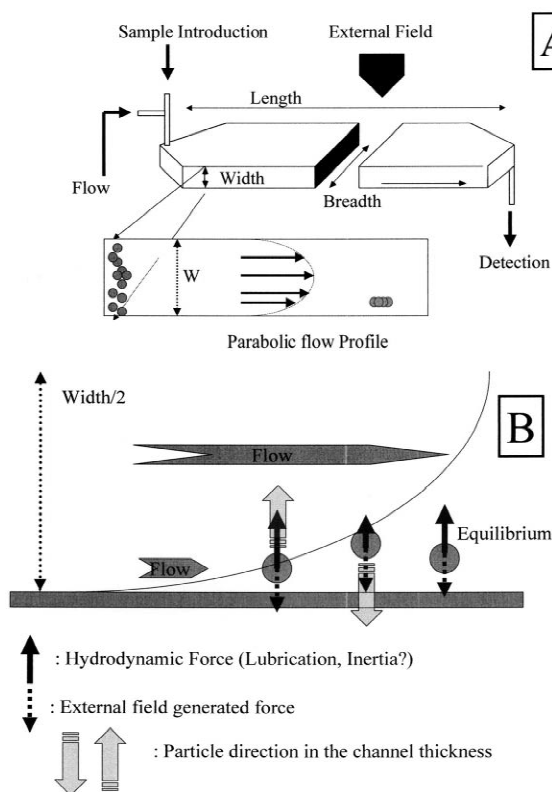 Sample Introduction
External Field
A
Length
Flow
Width
Breadth
W
Detection
Parabolic flow Profile
Width/2
B
Flow
Flow
Equilibrium
: Hydrodynamic Force (Lubrication, Inertia?)
: External field generated force
: Particle direction in the channel thickness